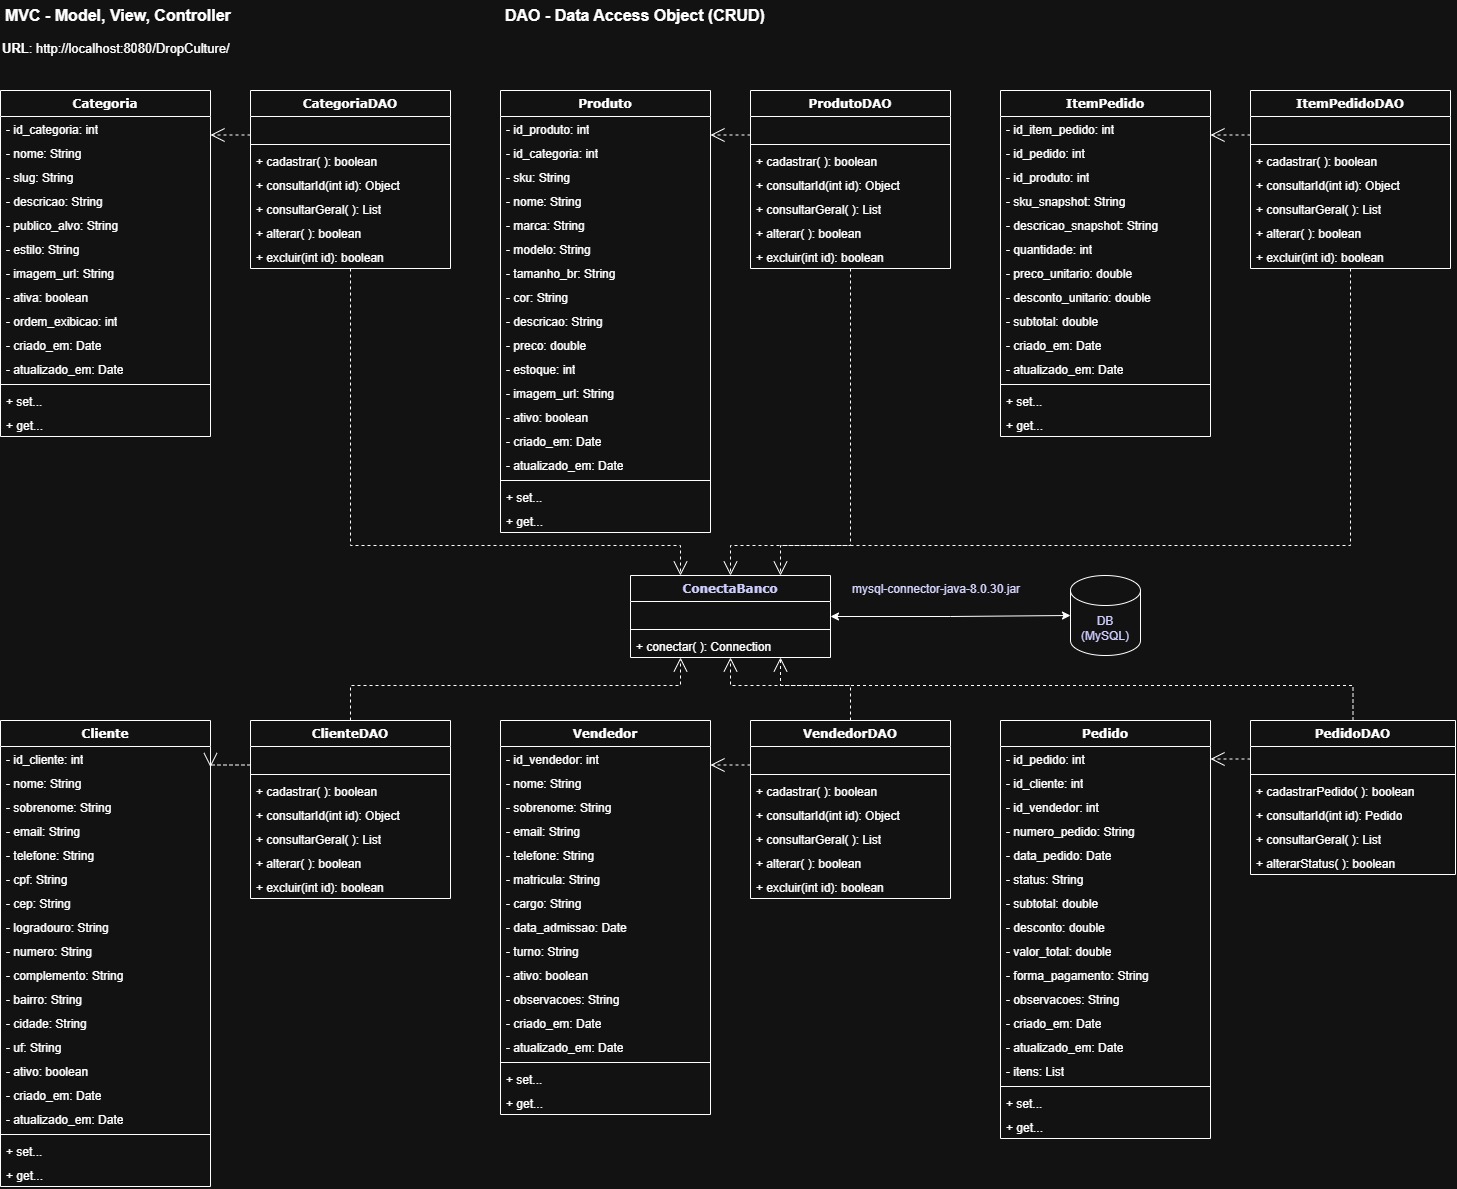 MVC - Model, View, Controller
DAO - Data Access Object (CRUD)
URL: http://localhost:8080/DropCulture/
Categoria
- id_categoria: int
- nome: String
- slug: String
- descricao: String
- publico_alvo: String
- estilo: String
- imagem_url: String
- ativa: boolean
- ordem_exibicao: int
- criado_em: Date
- atualizado_em: Date
+ set...
+ get...
CategoriaDAO
+ cadastrar( ): boolean
+ consultarId(int id): Object
+ consultarGeral( ): List
+ alterar( ): boolean
+ excluir(int id): boolean
Produto
- id_produto: int
- id_categoria: int
- sku: String
- nome: String
- marca: String
- modelo: String
- tamanho_br: String
- cor: String
- descricao: String
- preco: double
- estoque: int
- imagem_url: String
- ativo: boolean
- criado_em: Date
- atualizado_em: Date
+ set...
+ get...
ProdutoDAO
+ cadastrar( ): boolean
+ consultarId(int id): Object
+ consultarGeral( ): List
+ alterar( ): boolean
+ excluir(int id): boolean
ItemPedido
- id_item_pedido: int
- id_pedido: int
- id_produto: int
- sku_snapshot: String
- descricao_snapshot: String
- quantidade: int
- preco_unitario: double
- desconto_unitario: double
- subtotal: double
- criado_em: Date
- atualizado_em: Date
+ set...
+ get...
ItemPedidoDAO
+ cadastrar( ): boolean
+ consultarId(int id): Object
+ consultarGeral( ): List
+ alterar( ): boolean
+ excluir(int id): boolean
ConectaBanco
+ conectar( ): Connection
mysql-connector-java-8.0.30.jar
DB
(MySQL)
Cliente
- id_cliente: int
- nome: String
- sobrenome: String
- email: String
- telefone: String
- cpf: String
- cep: String
- logradouro: String
- numero: String
- complemento: String
- bairro: String
- cidade: String
- uf: String
- ativo: boolean
- criado_em: Date
- atualizado_em: Date
+ set...
+ get...
ClienteDAO
+ cadastrar( ): boolean
+ consultarId(int id): Object
+ consultarGeral( ): List
+ alterar( ): boolean
+ excluir(int id): boolean
Vendedor
- id_vendedor: int
- nome: String
- sobrenome: String
- email: String
- telefone: String
- matricula: String
- cargo: String
- data_admissao: Date
- turno: String
- ativo: boolean
- observacoes: String
- criado_em: Date
- atualizado_em: Date
+ set...
+ get...
VendedorDAO
+ cadastrar( ): boolean
+ consultarId(int id): Object
+ consultarGeral( ): List
+ alterar( ): boolean
+ excluir(int id): boolean
Pedido
- id_pedido: int
- id_cliente: int
- id_vendedor: int
- numero_pedido: String
- data_pedido: Date
- status: String
- subtotal: double
- desconto: double
- valor_total: double
- forma_pagamento: String
- observacoes: String
- criado_em: Date
- atualizado_em: Date
- itens: List
+ set...
+ get...
PedidoDAO
+ cadastrarPedido( ): boolean
+ consultarId(int id): Pedido
+ consultarGeral( ): List
+ alterarStatus( ): boolean